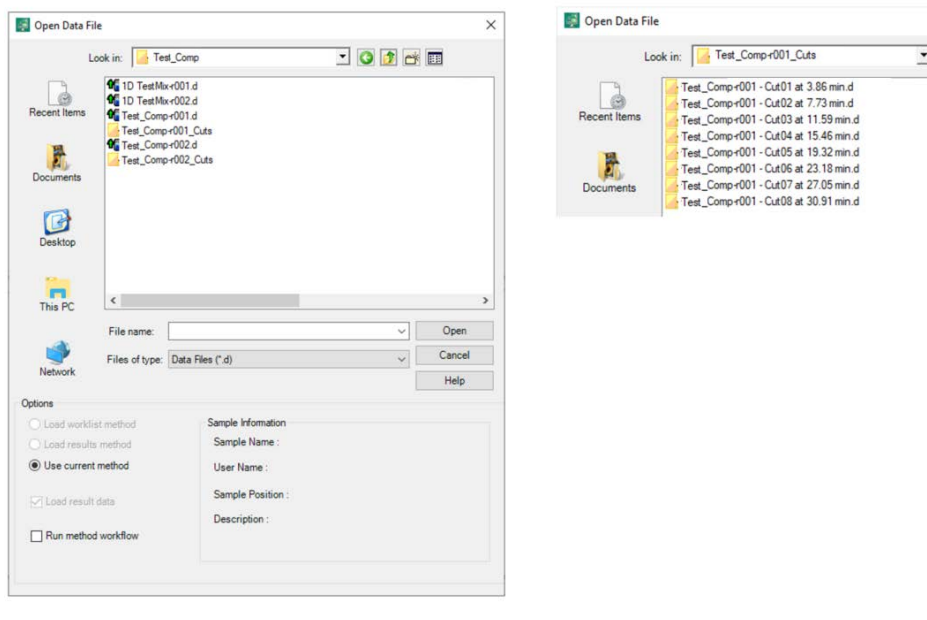 Open Data File
Look in: Test_Comp
1D TestMix-r001.d
1D TestMix-r002.d
Test_Comp-r001.d
Test_Comp-r001_Cuts
Test_Comp-r002.d
Test_Comp-r002_Cuts
Recent Items
Documents
Desktop
This PC
Network
File name:
Open
Files of type: Data Files (*.d)
Cancel
Help
Options
Load worklist method
Load results method
Use current method
Load result data
Run method workflow
Sample Information
Sample Name :
User Name :
Sample Position :
Description :
Open Data File
Look in: Test_Comp-r001_Cuts
Test_Comp-r001 - Cut01 at 3.86 min.d
Test_Comp-r001 - Cut02 at 7.73 min.d
Test_Comp-r001 - Cut03 at 11.59 min.d
Test_Comp-r001 - Cut04 at 15.46 min.d
Test_Comp-r001 - Cut05 at 19.32 min.d
Test_Comp-r001 - Cut06 at 23.18 min.d
Test_Comp-r001 - Cut07 at 27.05 min.d
Test_Comp-r001 - Cut08 at 30.91 min.d
Recent Items
Documents